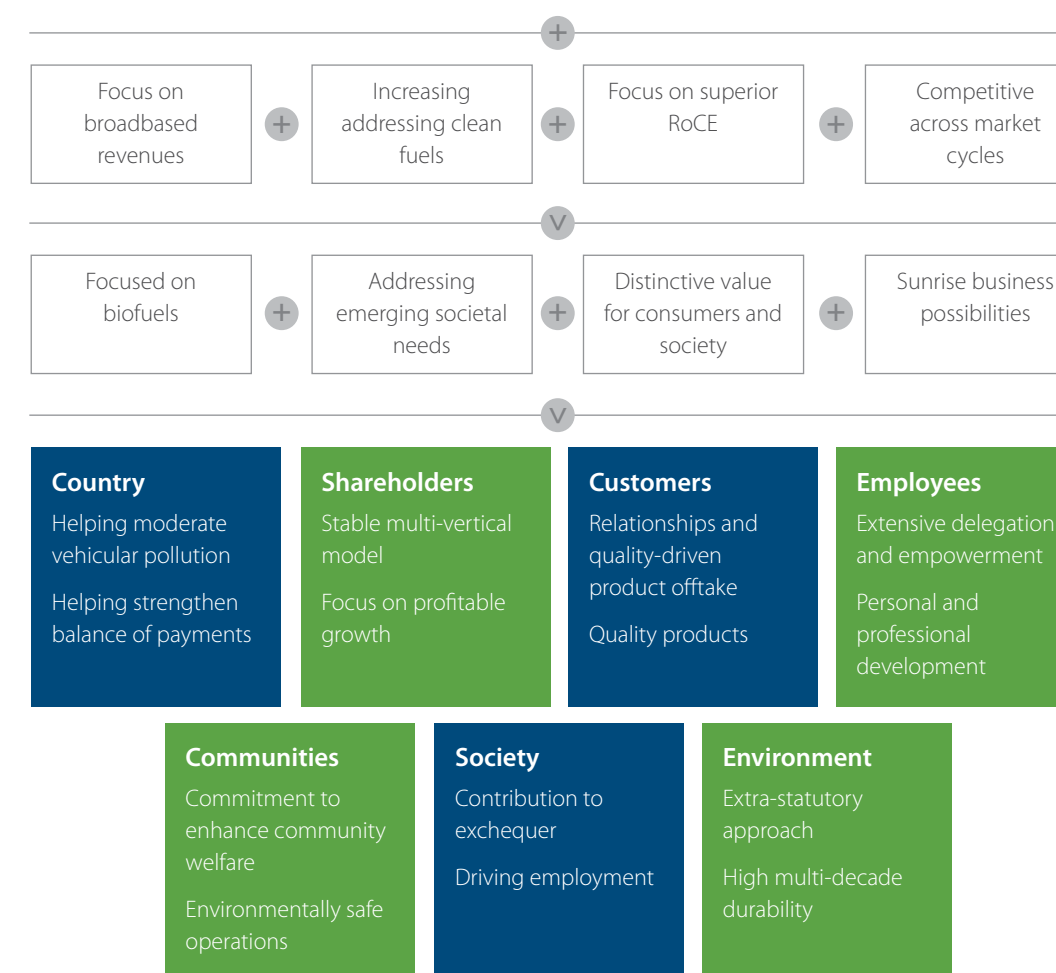 Focus on
broadbased
revenues
Increasing
addressing clean
fuels
Focus on superior
RoCE
Competitive
across market
cycles
Focused on
biofuels
Addressing
emerging societal
needs
Distinctive value
for consumers and
society
Sunrise business
possibilities
Country
Helping moderate
vehicular pollution
Helping strengthen
balance of payments
Shareholders
Stable multi-vertical
model
Focus on profitable
growth
Customers
Relationships and
quality-driven
product offtake
Quality products
Employees
Extensive delegation
and empowerment
Personal and
professional
development
Communities
Commitment to
enhance community
welfare
Environmentally safe
operations
Society
Contribution to
exchequer
Driving employment
Environment
Extra-statutory
approach
High multi-decade
durability